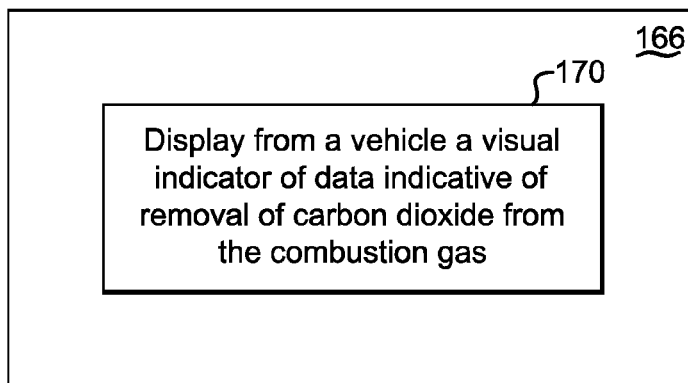 166
170
Display from a vehicle a visual
indicator of data indicative of
removal of carbon dioxide from
the combustion gas